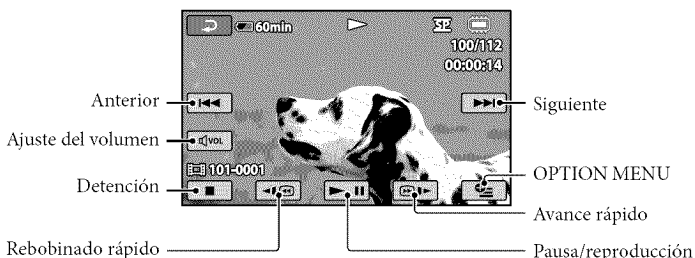 60min SP
100/112
00:00:14
Anterior
Siguiente
Ajuste del volumen
VOL
101-0001
OPTION MENU
Detención
Avance rápido
Rebobinado rápido
Pausa/reproducción